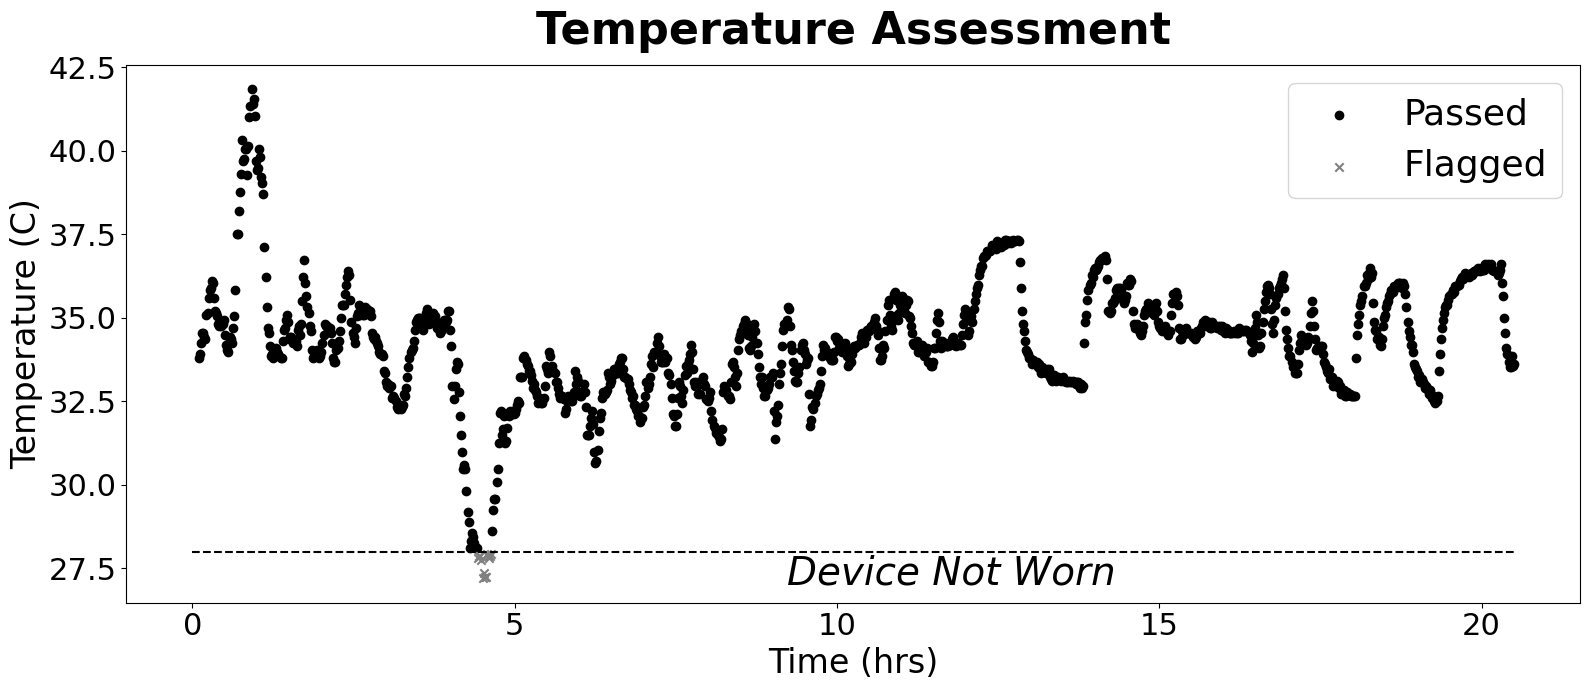 Temperature Assessment
42.5
40.0
37.5
35.0
32.5
30.0
27.5
Temperature (C)
Passed
Flagged
Device Not Worn
0 5 10 15 20
Time (hrs)